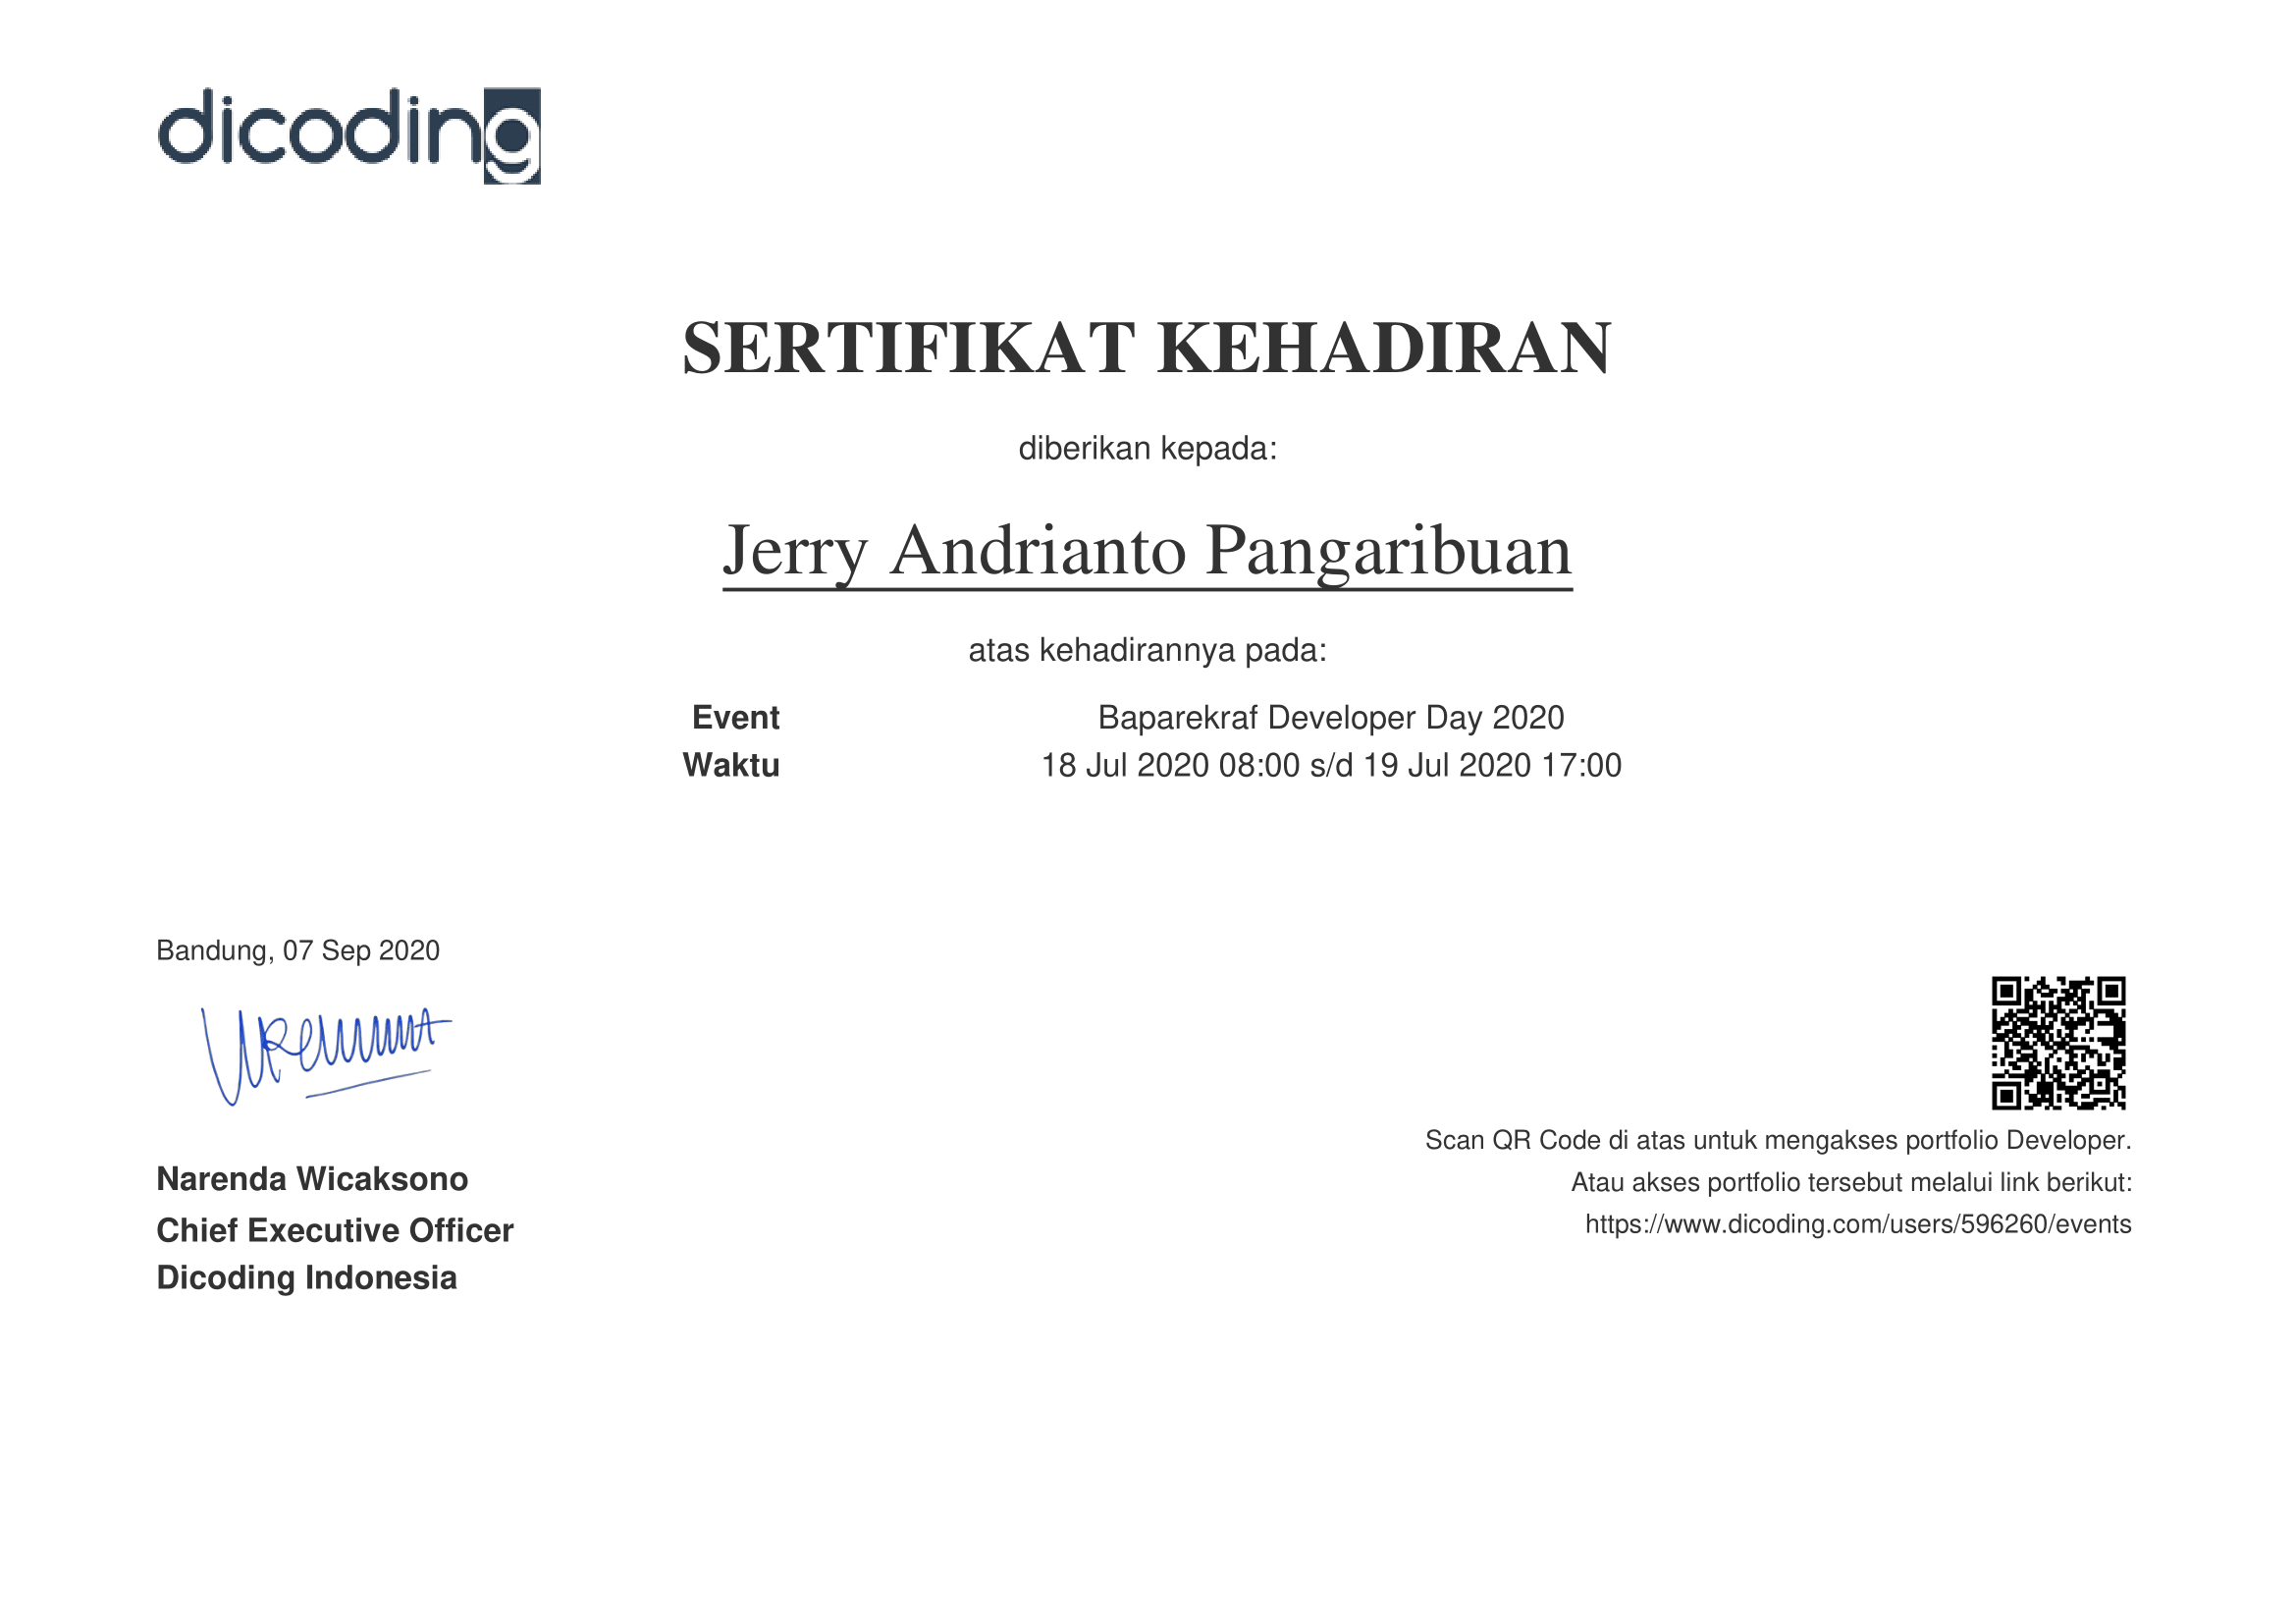 dicoding
SERTIFIKAT KEHADIRAN
diberikan kepada:
Jerry Andrianto Pangaribuan
atas kehadirannya pada:
Event Baparekraf Developer Day 2020
Waktu 18 Jul 2020 08:00 s/d 19 Jul 2020 17:00
Bandung, 07 Sep 2020
Narenda Wicaksono
Chief Executive Officer
Dicoding Indonesia
Scan QR Code di atas untuk mengakses portfolio Developer.
Atau akses portfolio tersebut melalui link berikut:
https://www.dicoding.com/users/596260/events